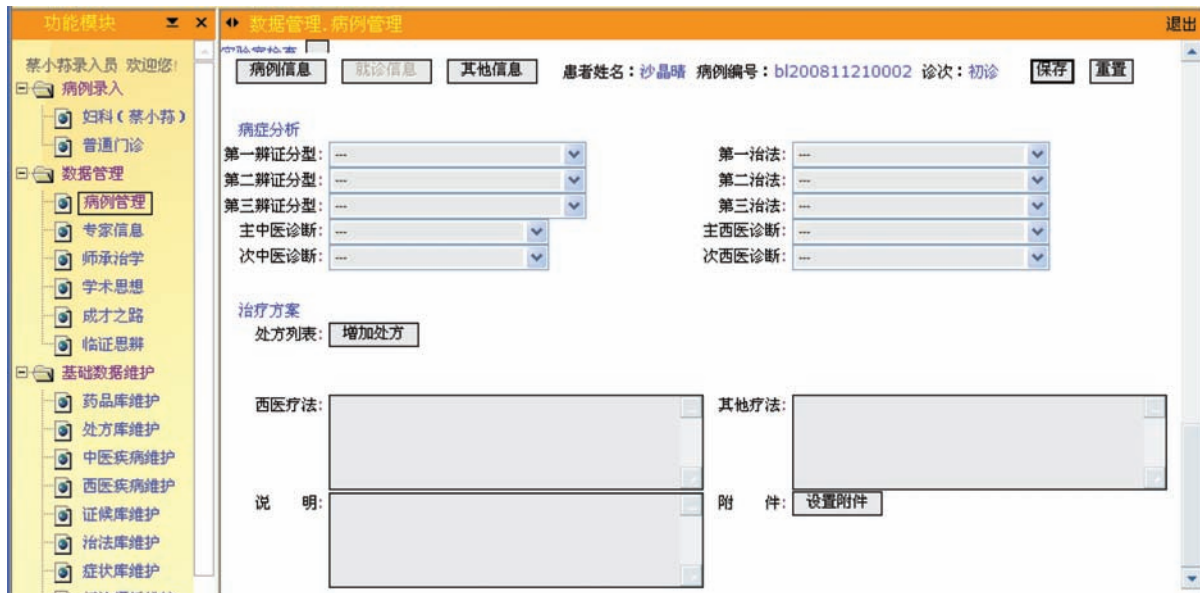 功能模块
数据管理.病例管理
退出
蔡小荪录入员 欢迎您!
病例录入
妇科(蔡小荪)
普通门诊
数据管理
病例管理
专家信息
师承治学
学术思想
成才之路
临证思辨
基础数据维护
药品库维护
处方库维护
中医疾病维护
西医疾病维护
证候库维护
治法库维护
症状库维护
实验室检查
病例信息 就诊信息 其他信息 患者姓名:沙晶晴 病例编号:bl200811210002 诊次:初诊 保存 重置
病症分析
第一辨证分型: --- 第一治法: ---
第二辨证分型: --- 第二治法: ---
第三辨证分型: --- 第三治法: ---
主中医诊断: --- 主西医诊断: ---
次中医诊断: --- 次西医诊断: ---
治疗方案
处方列表: 增加处方
西医疗法: 其他疗法:
说 明: 附 件: 设置附件